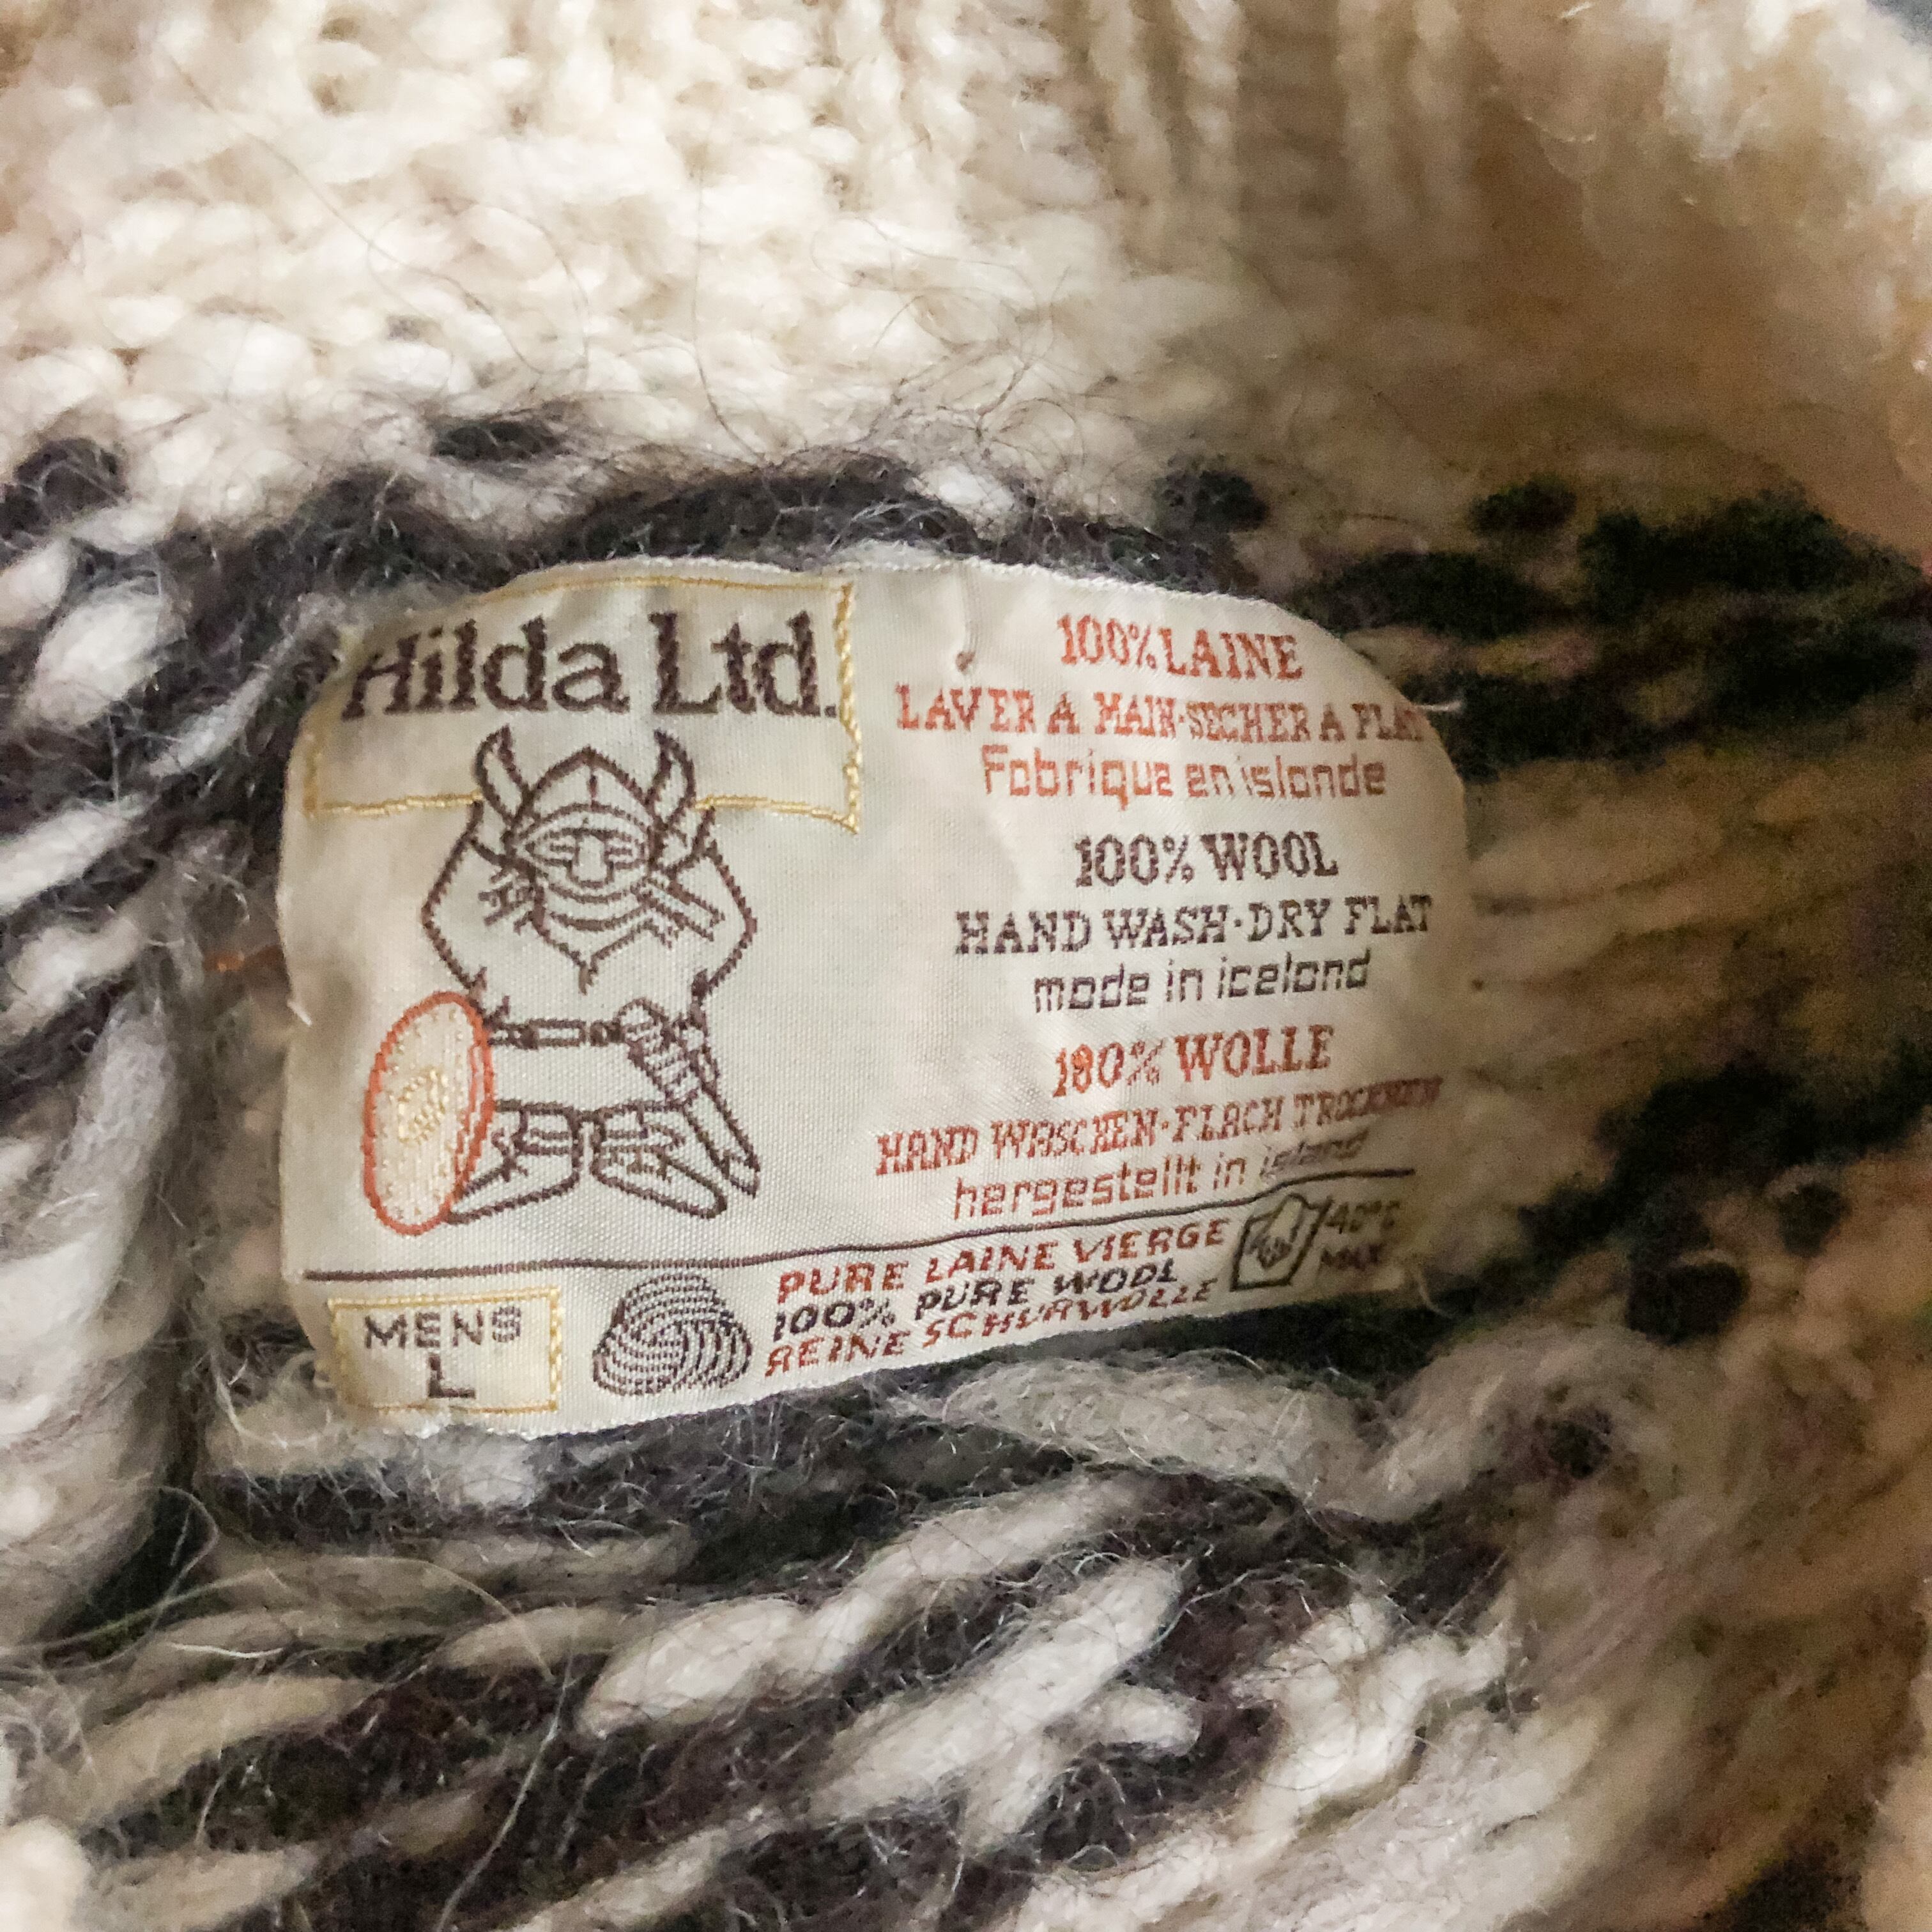 Hilda Ltd.
100% LAINE
LAVER A MAIN·SECHER A PLAT
Fabrique en islande
100% WOOL
HAND WASH·DRY FLAT
made in iceland
100% WOLLE
HAND WASCHEN·FLACH TROCKNEN
hergestellt in island
PURE LAINE VIERGE
100% PURE WOOL
REINE SCHURWOLLE
40°C
MAX
MENS
L